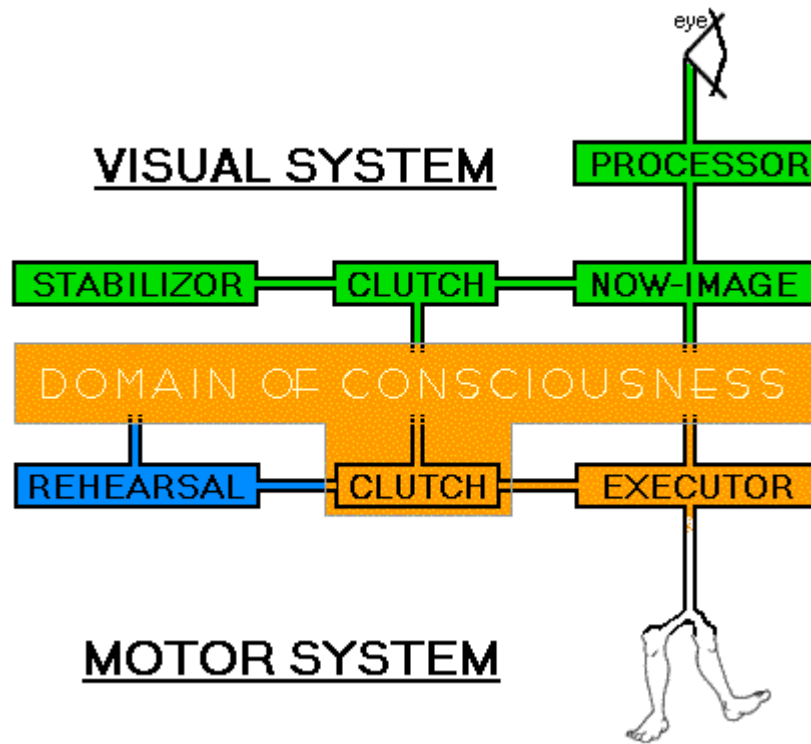 eye
VISUAL SYSTEM
PROCESSOR
STABILIZOR
CLUTCH
NOW-IMAGE
DOMAIN OF CONSCIOUSNESS
REHEARSAL
CLUTCH
EXECUTOR
MOTOR SYSTEM